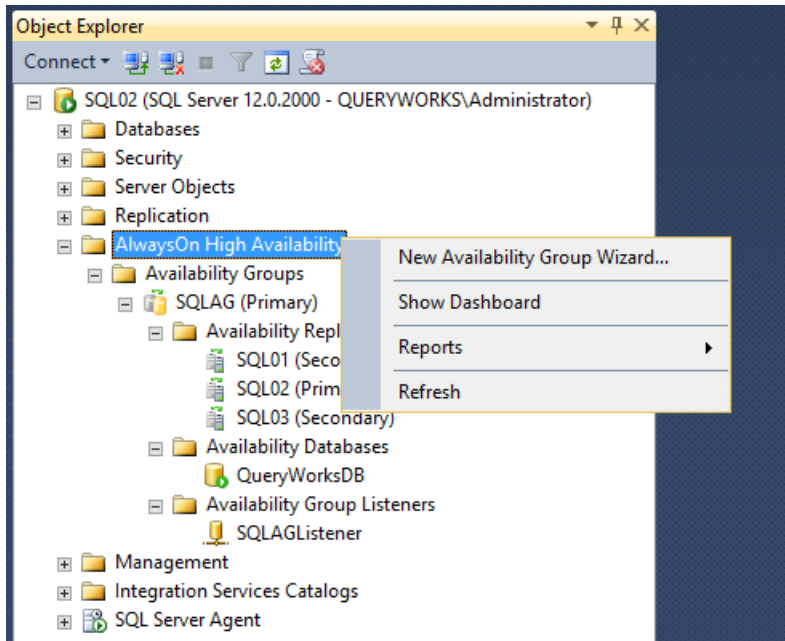 Object Explorer
Connect
SQL02 (SQL Server 12.0.2000 - QUERYWORKS\Administrator)
Databases
Security
Server Objects
Replication
AlwaysOn High Availability
New Availability Group Wizard...
Availability Groups
SQLAG (Primary)
Show Dashboard
Availability Repl
Reports
SQL01 (Seco
SQL02 (Prim
Refresh
SQL03 (Secondary)
Availability Databases
QueryWorksDB
Availability Group Listeners
SQLAGListener
Management
Integration Services Catalogs
SQL Server Agent